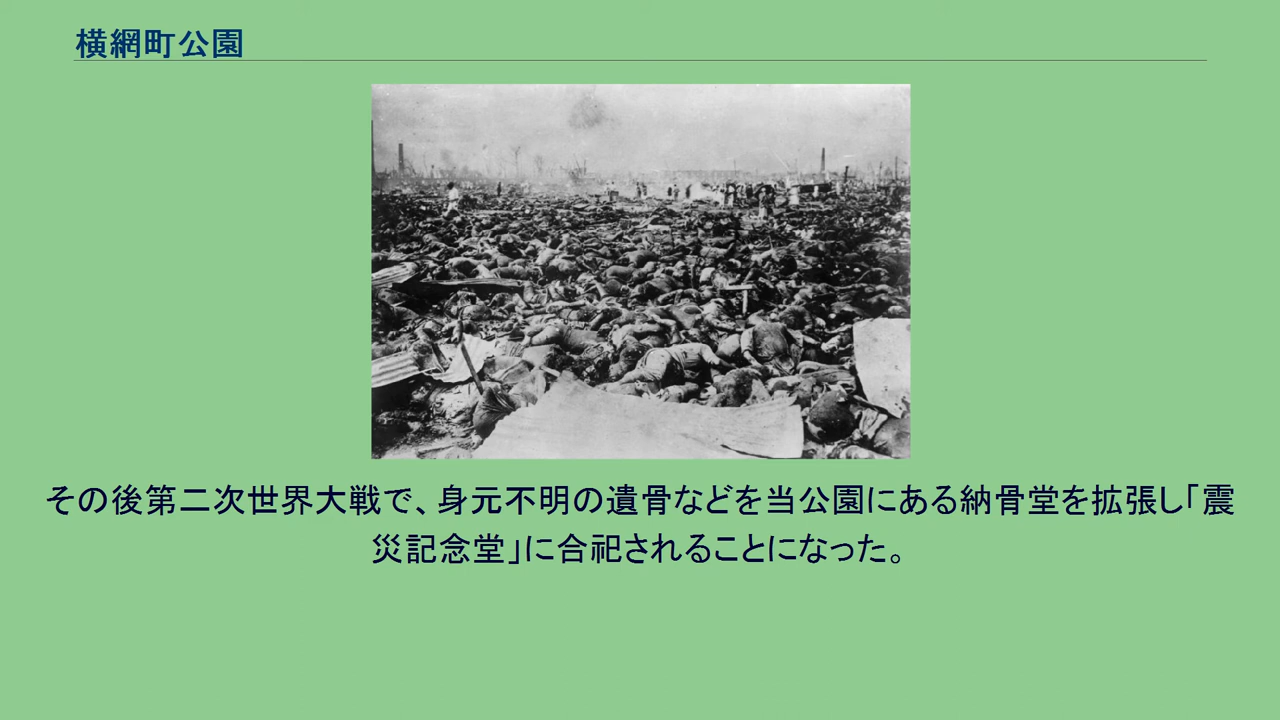 横網町公園
その後第二次世界大戦で、身元不明の遺骨などを当公園にある納骨堂を拡張し「震
災記念堂」に合祀されることになった。